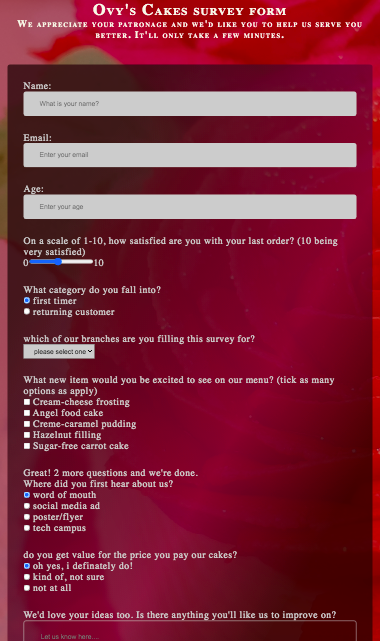 Ovy's Cakes survey form
We appreciate your patronage and we'd like you to help us serve you
better. It'll only take a few minutes.
Name:
What is your name?
Email:
Enter your email
Age:
Enter your age
On a scale of 1-10, how satisfied are you with your last order? (10 being
very satisfied)
0 10
What category do you fall into?
first timer
returning customer
which of our branches are you filling this survey for?
please select one
What new item would you be excited to see on our menu? (tick as many
options as apply)
Cream-cheese frosting
Angel food cake
Creme-caramel pudding
Hazelnut filling
Sugar-free carrot cake
Great! 2 more questions and we're done.
Where did you first hear about us?
word of mouth
social media ad
poster/flyer
tech campus
do you get value for the price you pay our cakes?
oh yes, i definately do!
kind of, not sure
not at all
We'd love your ideas too. Is there anything you'll like us to improve on?
Let us know here....